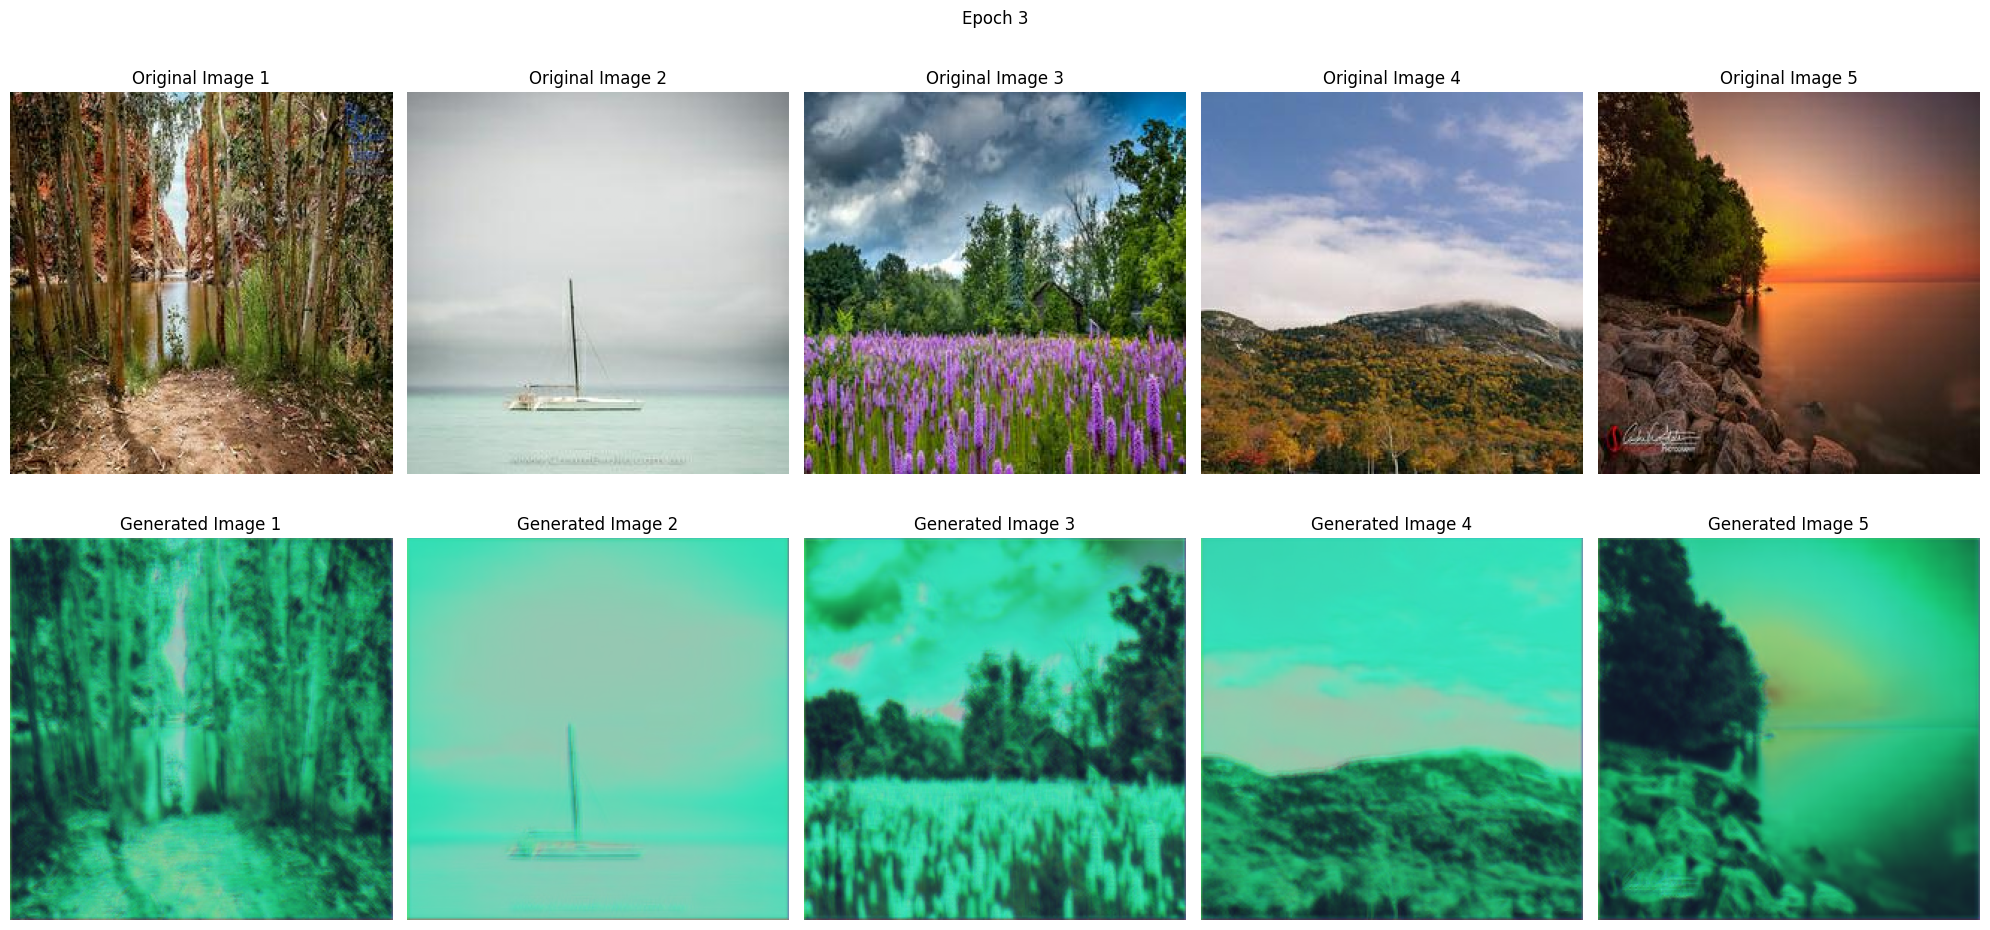 Epoch 3
Original Image 1
Original Image 2
Original Image 3
Original Image 4
Original Image 5
PHOTOGRAPHY
Generated Image 1
Generated Image 2
Generated Image 3
Generated Image 4
Generated Image 5